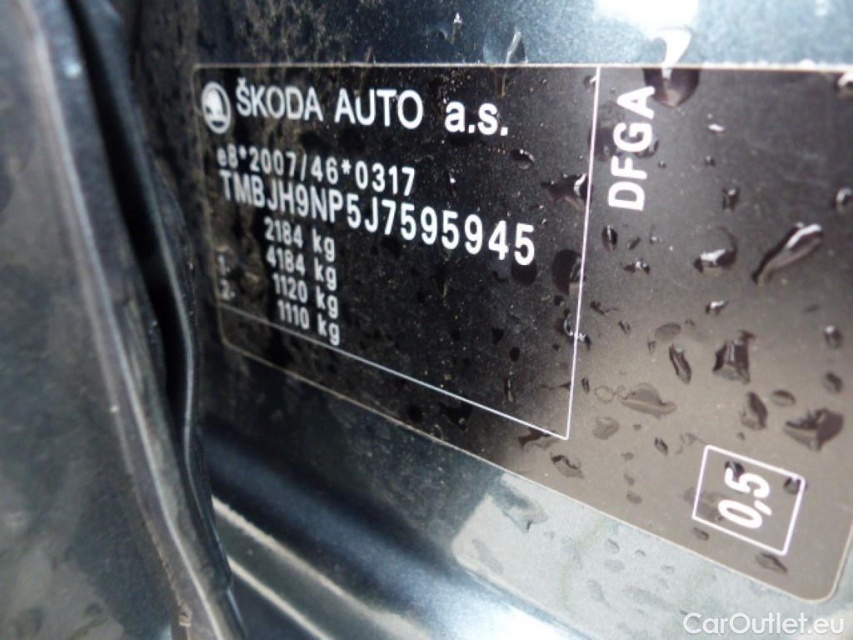 ŠKODA AUTO a.s.
e8*2007/46*0317
TMBJH9NP5J7595945
2184 kg
4184 kg
1. 1120 kg
2. 1110 kg
DFGA
0,5
CarOutlet.eu